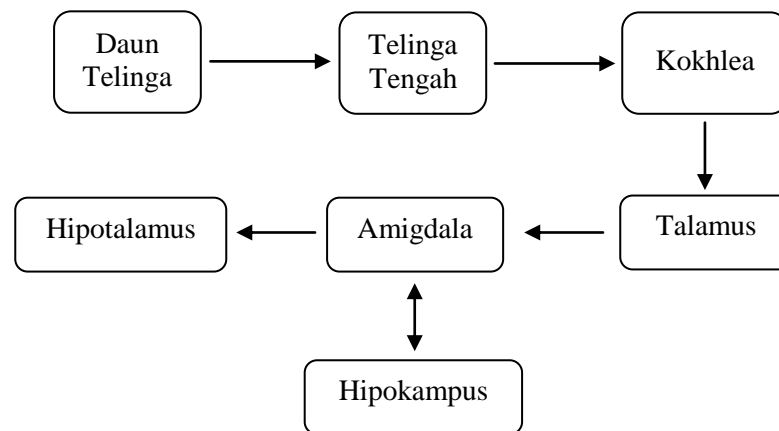 Daun
Telinga
Telinga
Tengah
Kokhlea
Hipotalamus
Amigdala
Talamus
Hipokampus